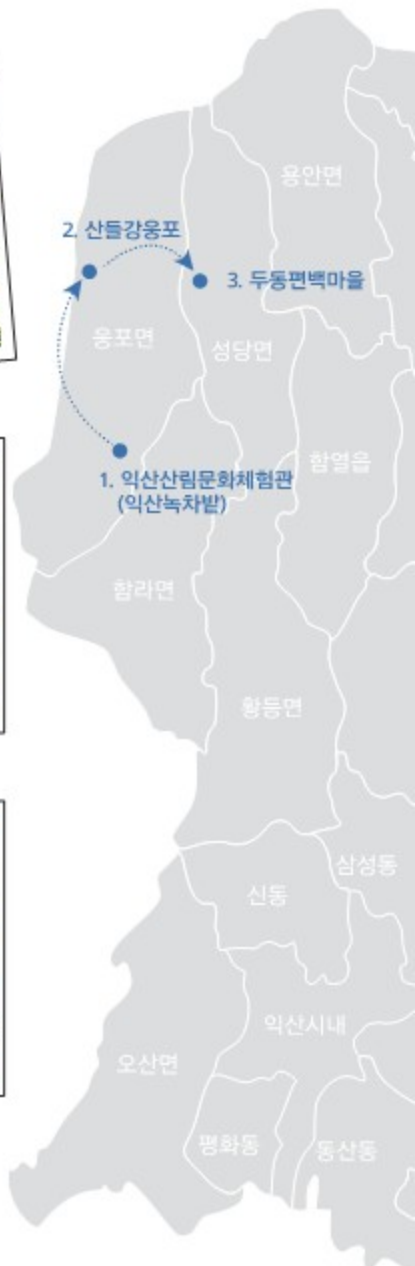 용안면
2. 산들강웅포
3. 두동편백마을
웅포면
성당면
함열읍
1. 익산산림문화체험관
(익산녹차밭)
함라면
황등면
삼성동
신동
익산시내
오산면
평화동
동산동